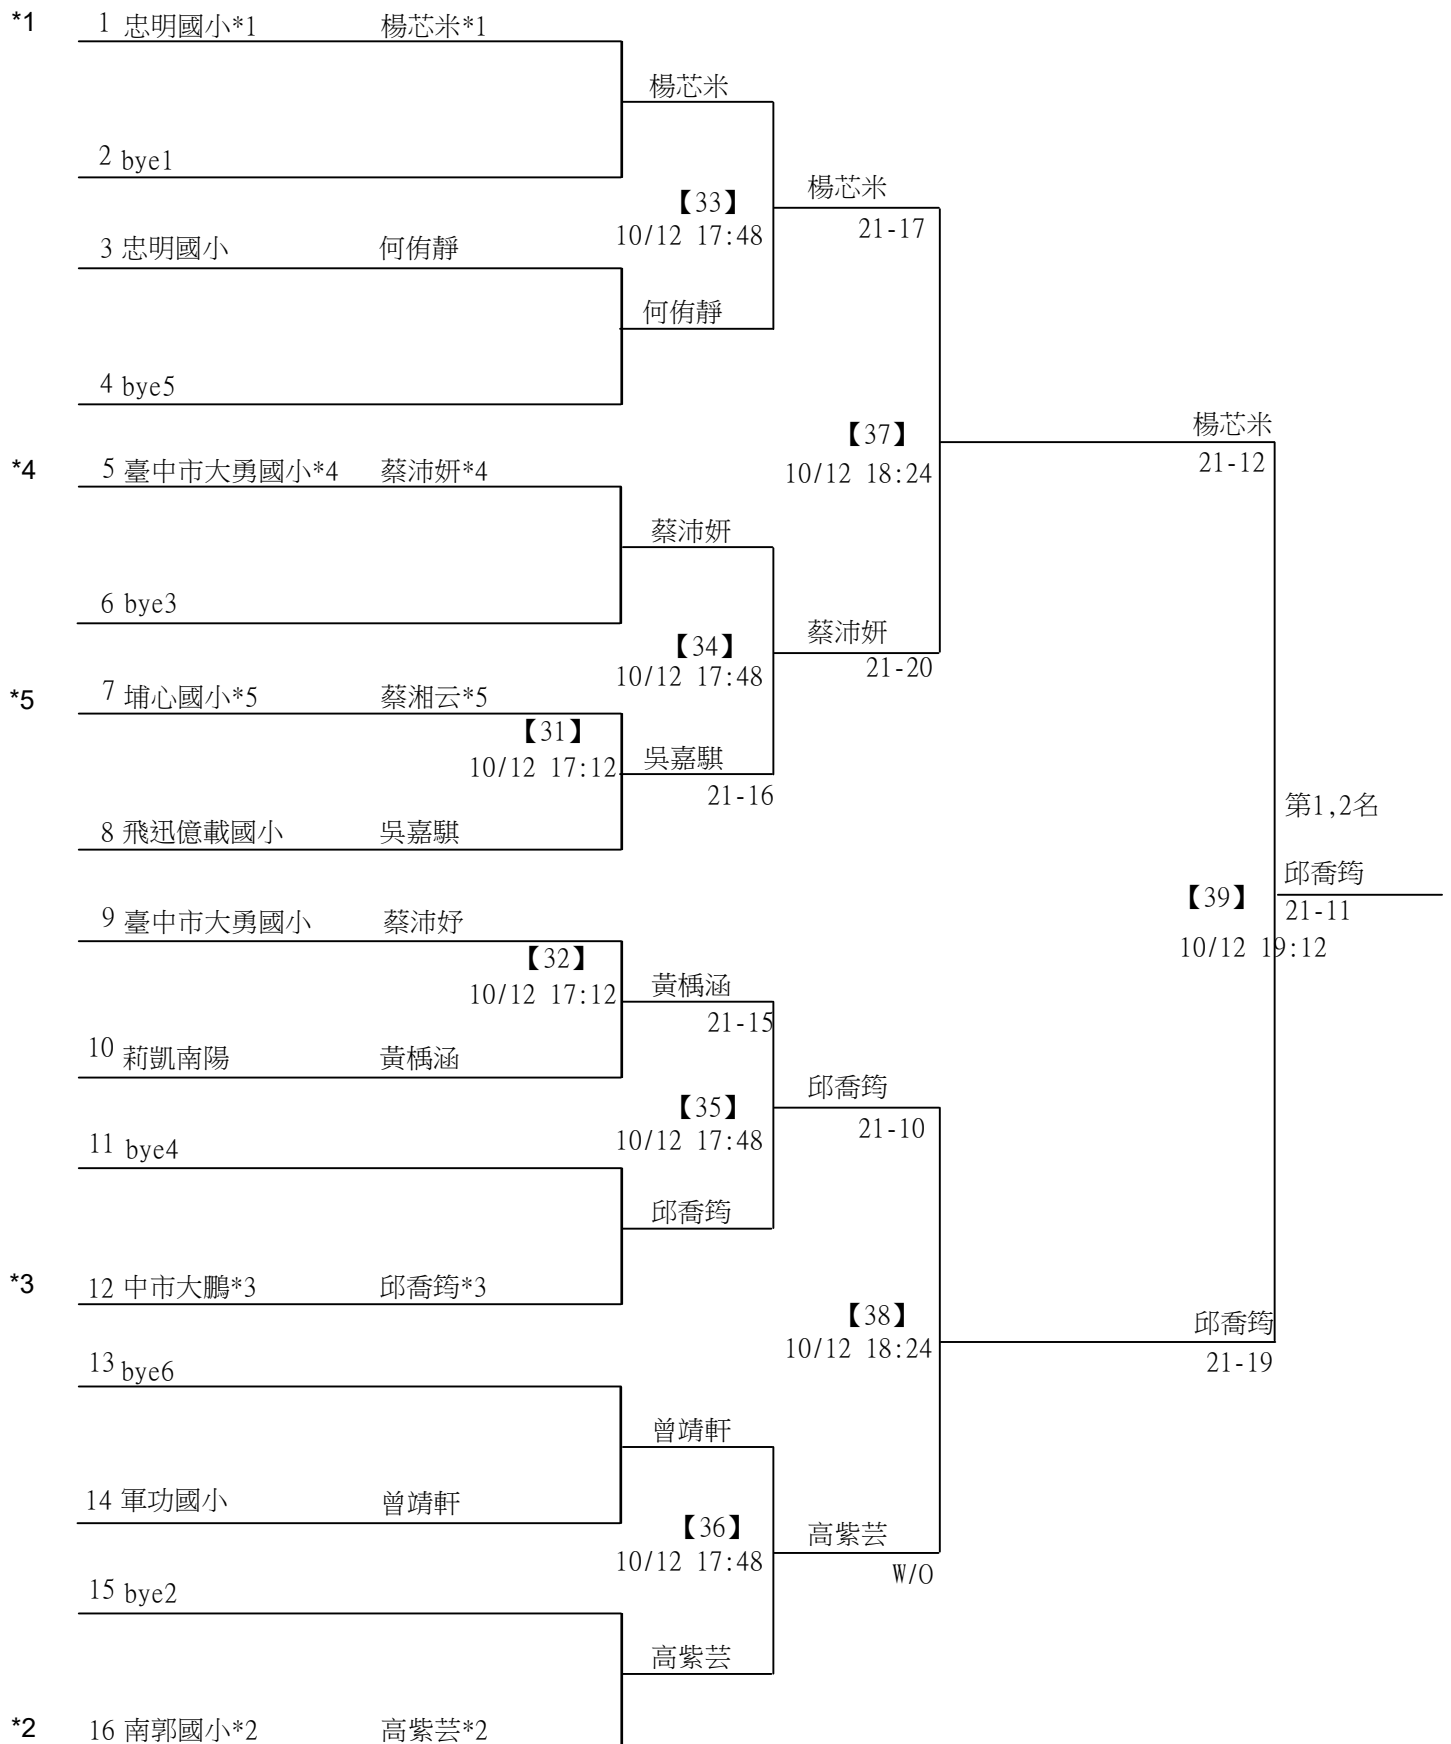 *1 1 忠明國小*1 楊芯米*1
楊芯米
2 bye1
楊芯米
【33】
21-17
10/12 17:48
3 忠明國小 何侑靜
何侑靜
4 bye5
楊芯米
【37】
21-12
*4 5 臺中市大勇國小*4 蔡沛妍*4
10/12 18:24
蔡沛妍
6 bye3
蔡沛妍
【34】
21-20
10/12 17:48
*5 7 埔心國小*5 蔡湘云*5
【31】
吳嘉騏
10/12 17:12
21-16
第1,2名
8 飛迅億載國小 吳嘉騏
邱喬筠
【39】
21-11
9 臺中市大勇國小 蔡沛妤
10/12 19:12
【32】
黃楀涵
10/12 17:12
21-15
10 莉凱南陽 黃楀涵
邱喬筠
【35】
21-10
10/12 17:48
11 bye4
邱喬筠
*3 12 中市大鵬*3 邱喬筠*3
【38】
邱喬筠
10/12 18:24
21-19
13 bye6
曾靖軒
14 軍功國小 曾靖軒
【36】
高紫芸
10/12 17:48
W/O
15 bye2
高紫芸
*2 16 南郭國小*2 高紫芸*2